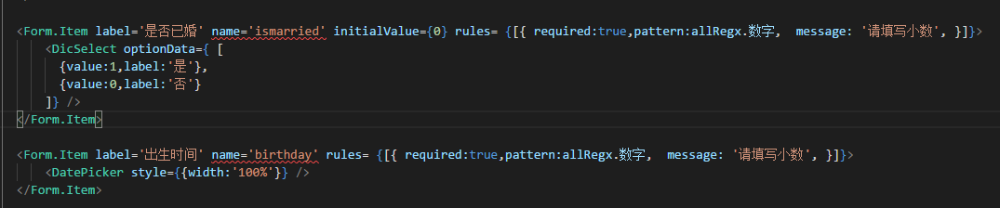 <Form.Item label='是否已婚' name='ismarried' initialValue={0} rules= {[{ required:true,pattern:allRegx.数字,  message: '请填写小数', }]}>
<DicSelect optionData={ [
{value:1,label:'是'},
{value:0,label:'否'}
]} />
</Form.Item>
<Form.Item label='出生时间' name='birthday' rules= {[{ required:true,pattern:allRegx.数字,  message: '请填写小数', }]}>
<DatePicker style={{width:'100%'}} />
</Form.Item>